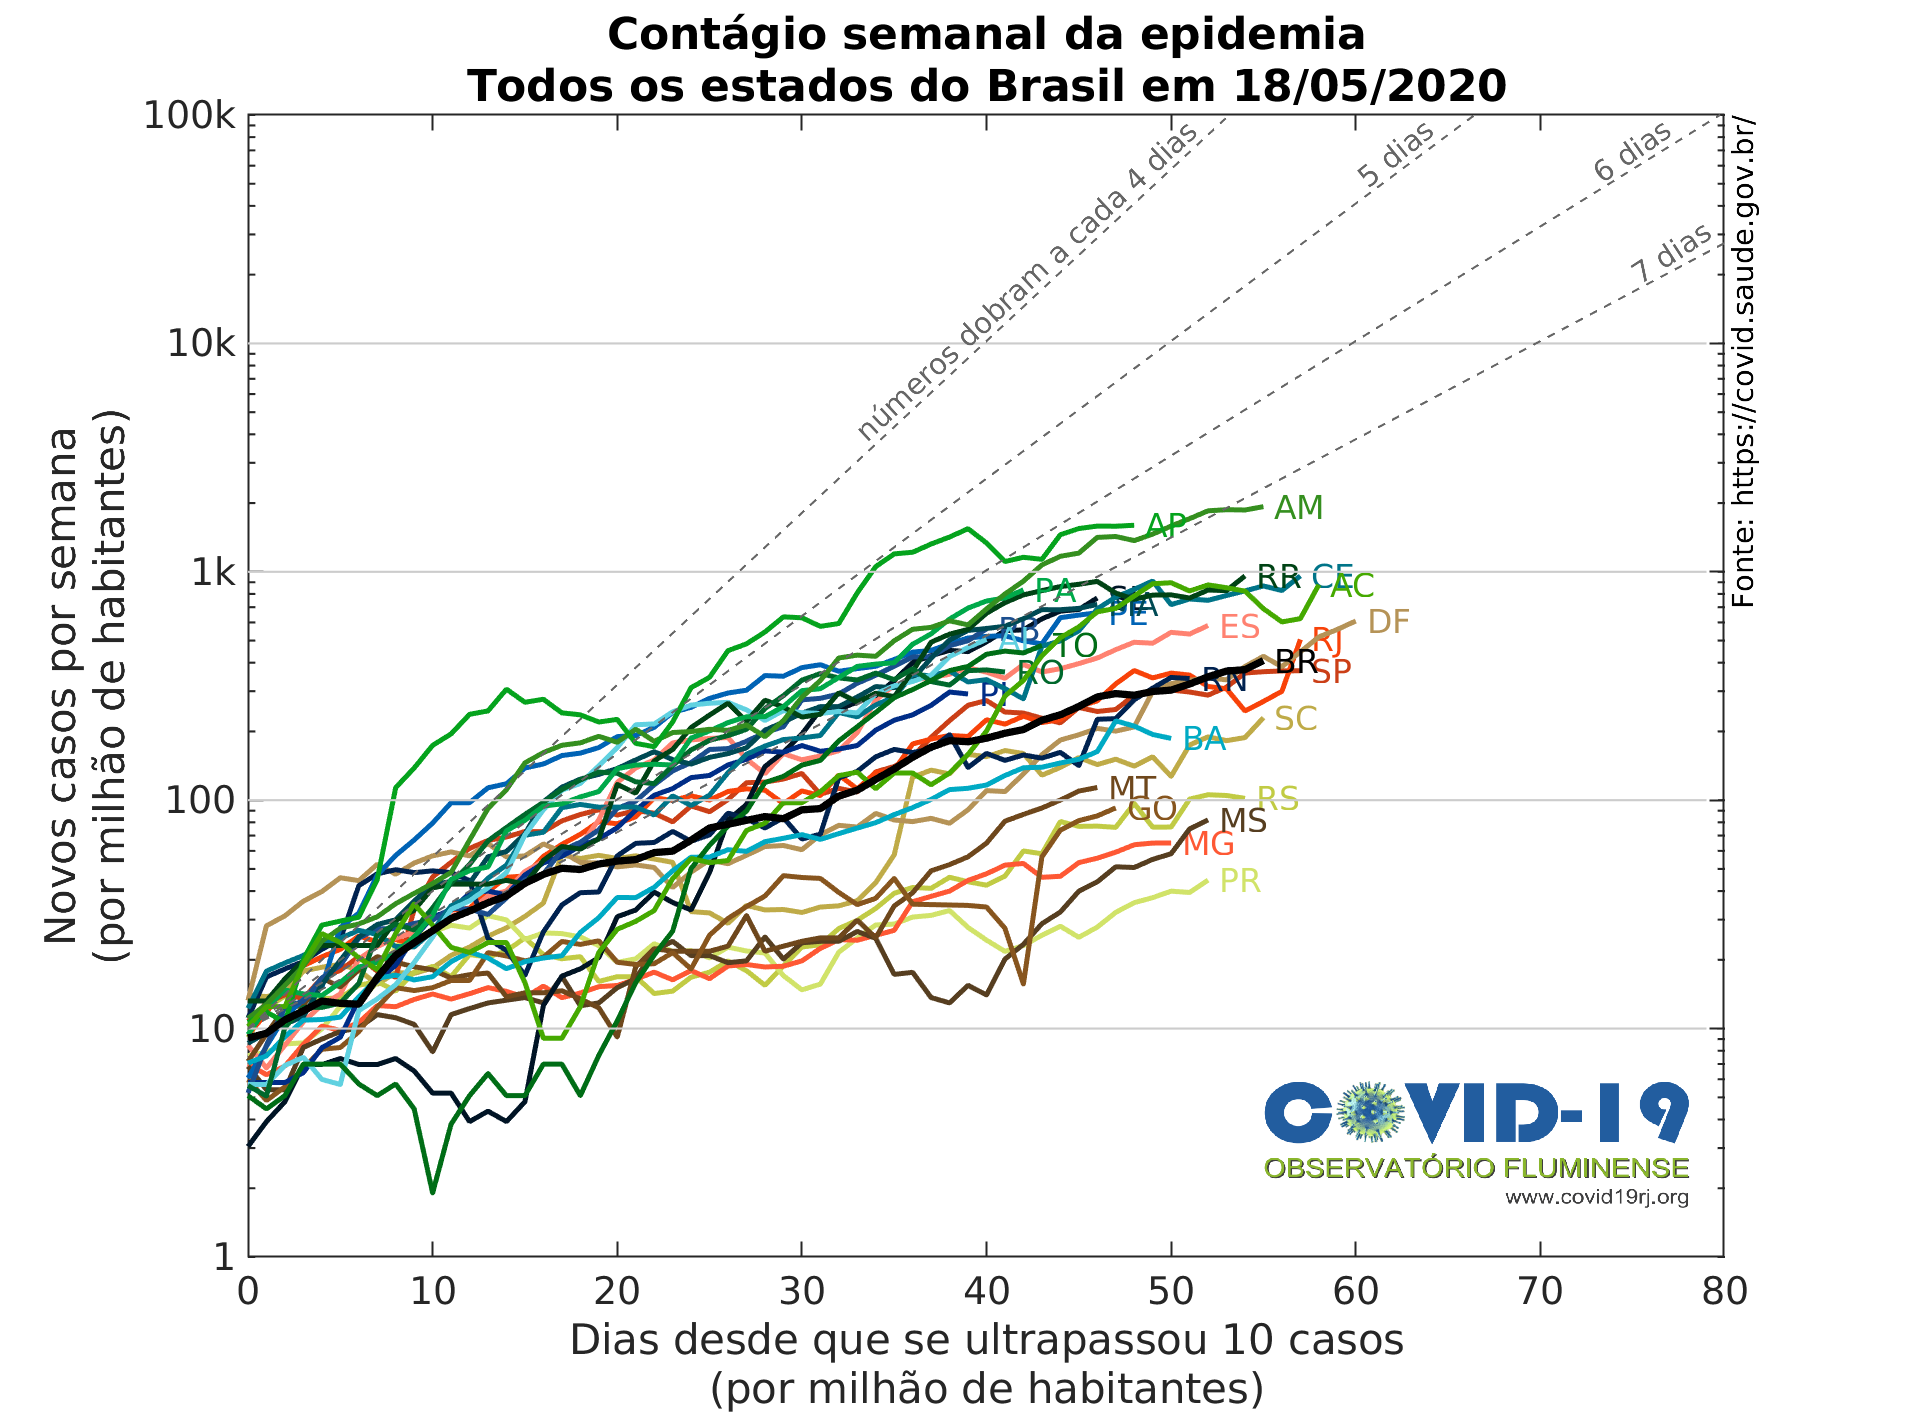 Contágio semanal da epidemia
Todos os estados do Brasil em 18/05/2020
100k
10k
1k
100
10
1
Novos casos por semana
(por milhão de habitantes)
números dobram a cada 4 dias
5 dias
6 dias
7 dias
Fonte: https://covid.saude.gov.br/
AM
AP
RR
CE
AC
PA
PE
DF
ES
RJ
TO
BR
SP
RO
RN
PI
SC
BA
MT
GO
RS
MS
MG
PR
COVID-19
OBSERVATÓRIO FLUMINENSE
www.covid19rj.org
0 10 20 30 40 50 60 70 80
Dias desde que se ultrapassou 10 casos
(por milhão de habitantes)